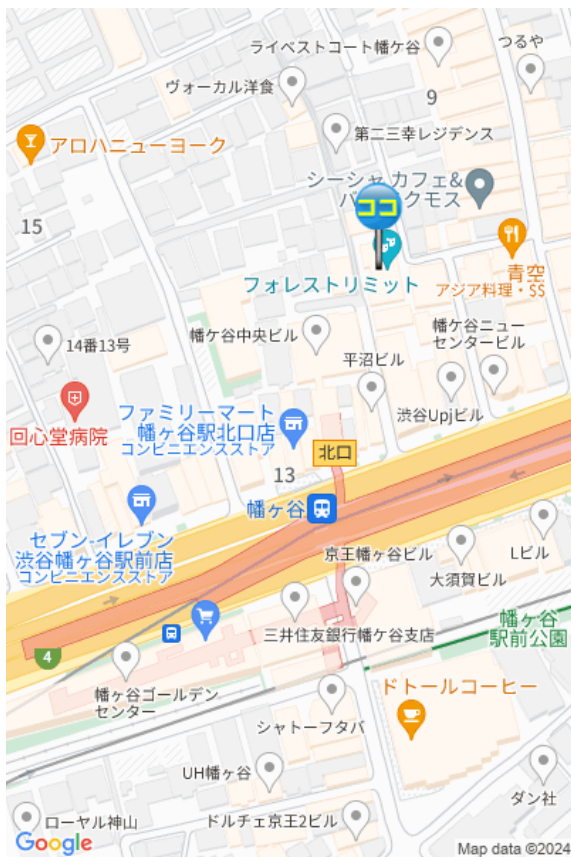 ライベストコート幡ケ谷
つるや
ヴォーカル洋食
9
第二三幸レジデンス
アロハニューヨーク
シーシャ カフェ&
クモス
ココ
15
フォレストリミット
青空
アジア料理・SS
14番13号
幡ケ谷中央ビル
幡ケ谷ニュー
センタービル
平沼ビル
渋谷Upjビル
回心堂病院
ファミリーマート
幡ヶ谷駅北口店
コンビニエンスストア
北口
13
幡ヶ谷
セブン-イレブン
渋谷幡ヶ谷駅前店
コンビニエンスストア
京王幡ヶ谷ビル
Lビル
大須賀ビル
三井住友銀行幡ケ谷支店
幡ヶ谷
駅前公園
4
幡ヶ谷ゴールデン
センター
ドトールコーヒー
シャトーフタバ
UH幡ヶ谷
ダン社
ローヤル神山
ドルチェ京王2ビル
Google
Map data ©2024